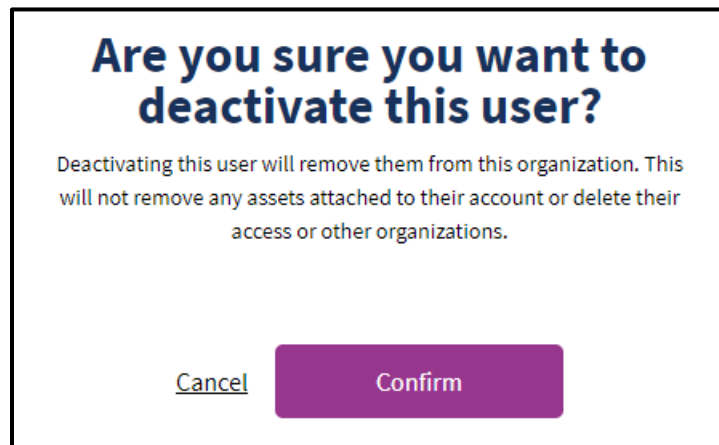 Are you sure you want to
deactivate this user?
Deactivating this user will remove them from this organization. This
will not remove any assets attached to their account or delete their
access or other organizations.
Cancel
Confirm